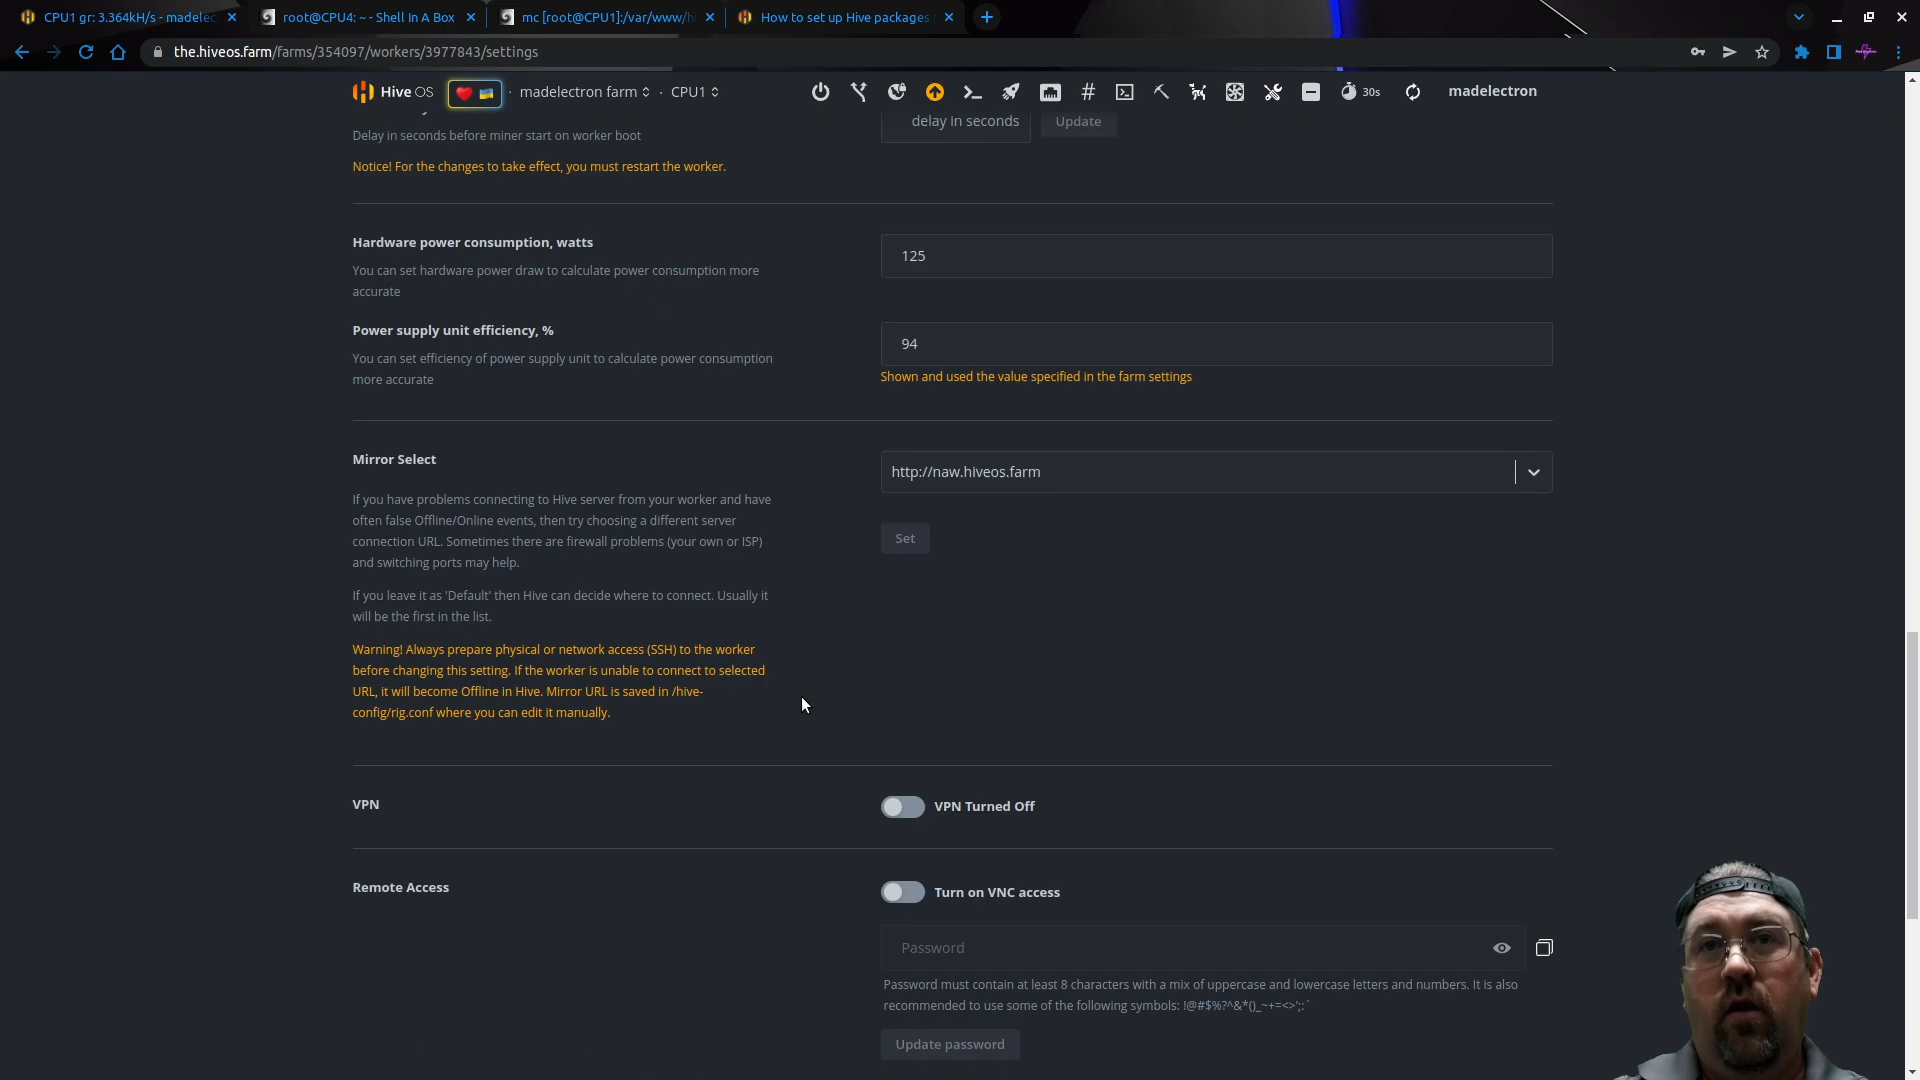 CPU1 gr: 3.364kH/s - madelec
root@CPU4: ~ - Shell In A Box
mc [root@CPU1]:/var/www/h
How to set up Hive packages
the.hiveos.farm/farms/354097/workers/3977843/settings
Hive OS
madelectron farm
CPU1
30s
madelectron
Delay in seconds before miner start on worker boot
delay in seconds
Update
Notice! For the changes to take effect, you must restart the worker.
Hardware power consumption, watts
125
You can set hardware power draw to calculate power consumption more
accurate
Power supply unit efficiency, %
94
You can set efficiency of power supply unit to calculate power consumption
more accurate
Shown and used the value specified in the farm settings
Mirror Select
http://naw.hiveos.farm
If you have problems connecting to Hive server from your worker and have
often false Offline/Online events, then try choosing a different server
connection URL. Sometimes there are firewall problems (your own or ISP)
and switching ports may help.
Set
If you leave it as 'Default' then Hive can decide where to connect. Usually it
will be the first in the list.
Warning! Always prepare physical or network access (SSH) to the worker
before changing this setting. If the worker is unable to connect to selected
URL, it will become Offline in Hive. Mirror URL is saved in /hive-
config/rig.conf where you can edit it manually.
VPN
VPN Turned Off
Remote Access
Turn on VNC access
Password
Password must contain at least 8 characters with a mix of uppercase and lowercase letters and numbers. It is also
recommended to use some of the following symbols: !@#$%?^&*()_~+=<>';:`
Update password